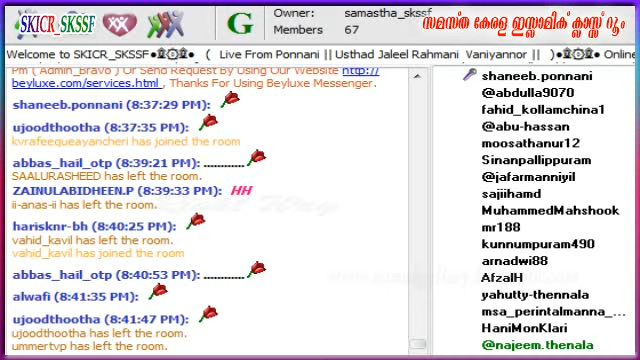 SKICR_SKSSF
G
Owner: samastha_skssf
Members 67
സമസ്ത കേരള ഇസ്ലാമിക് ക്ലാസ്സ് റൂം
Welcome to SKICR_SKSSF ( Live From Ponnani || Usthad Jaleel Rahmani Vaniyannor || Online
Pm ( Admin_Bravo ) Or Send Request By Using Our Website http://
beyluxe.com/services.html , Thanks For Using Beyluxe Messenger.
shaneeb.ponnani (8:37:29 PM):
ujoodthootha (8:37:35 PM):
kvrafeequeayancheri has joined the room
abbas_hail_otp (8:39:21 PM): ............
SAALURASHEED has left the room.
ZAINULABIDHEEN.P (8:39:33 PM): HH
ii-anas-ii has left the room.
harisknr-bh (8:40:25 PM):
vahid_kavil has left the room.
vahid_kavil has joined the room
abbas_hail_otp (8:40:53 PM): ............
alwafi (8:41:35 PM):
ujoodthootha (8:41:47 PM):
ujoodthootha has left the room.
ummertvp has left the room.
shaneeb.ponnani
@abdulla9070
fahid_kollamchina1
@abu-hassan
moosathanur12
Sinanpallippuram
@jafarmanniyil
sajiihamd
MuhammedMahshook
mr188
kunnumpuram490
arnadwi88
AfzalH
yahutty-thennala
msa_perintalmanna_...
HaniMonKlari
@najeem.thenala